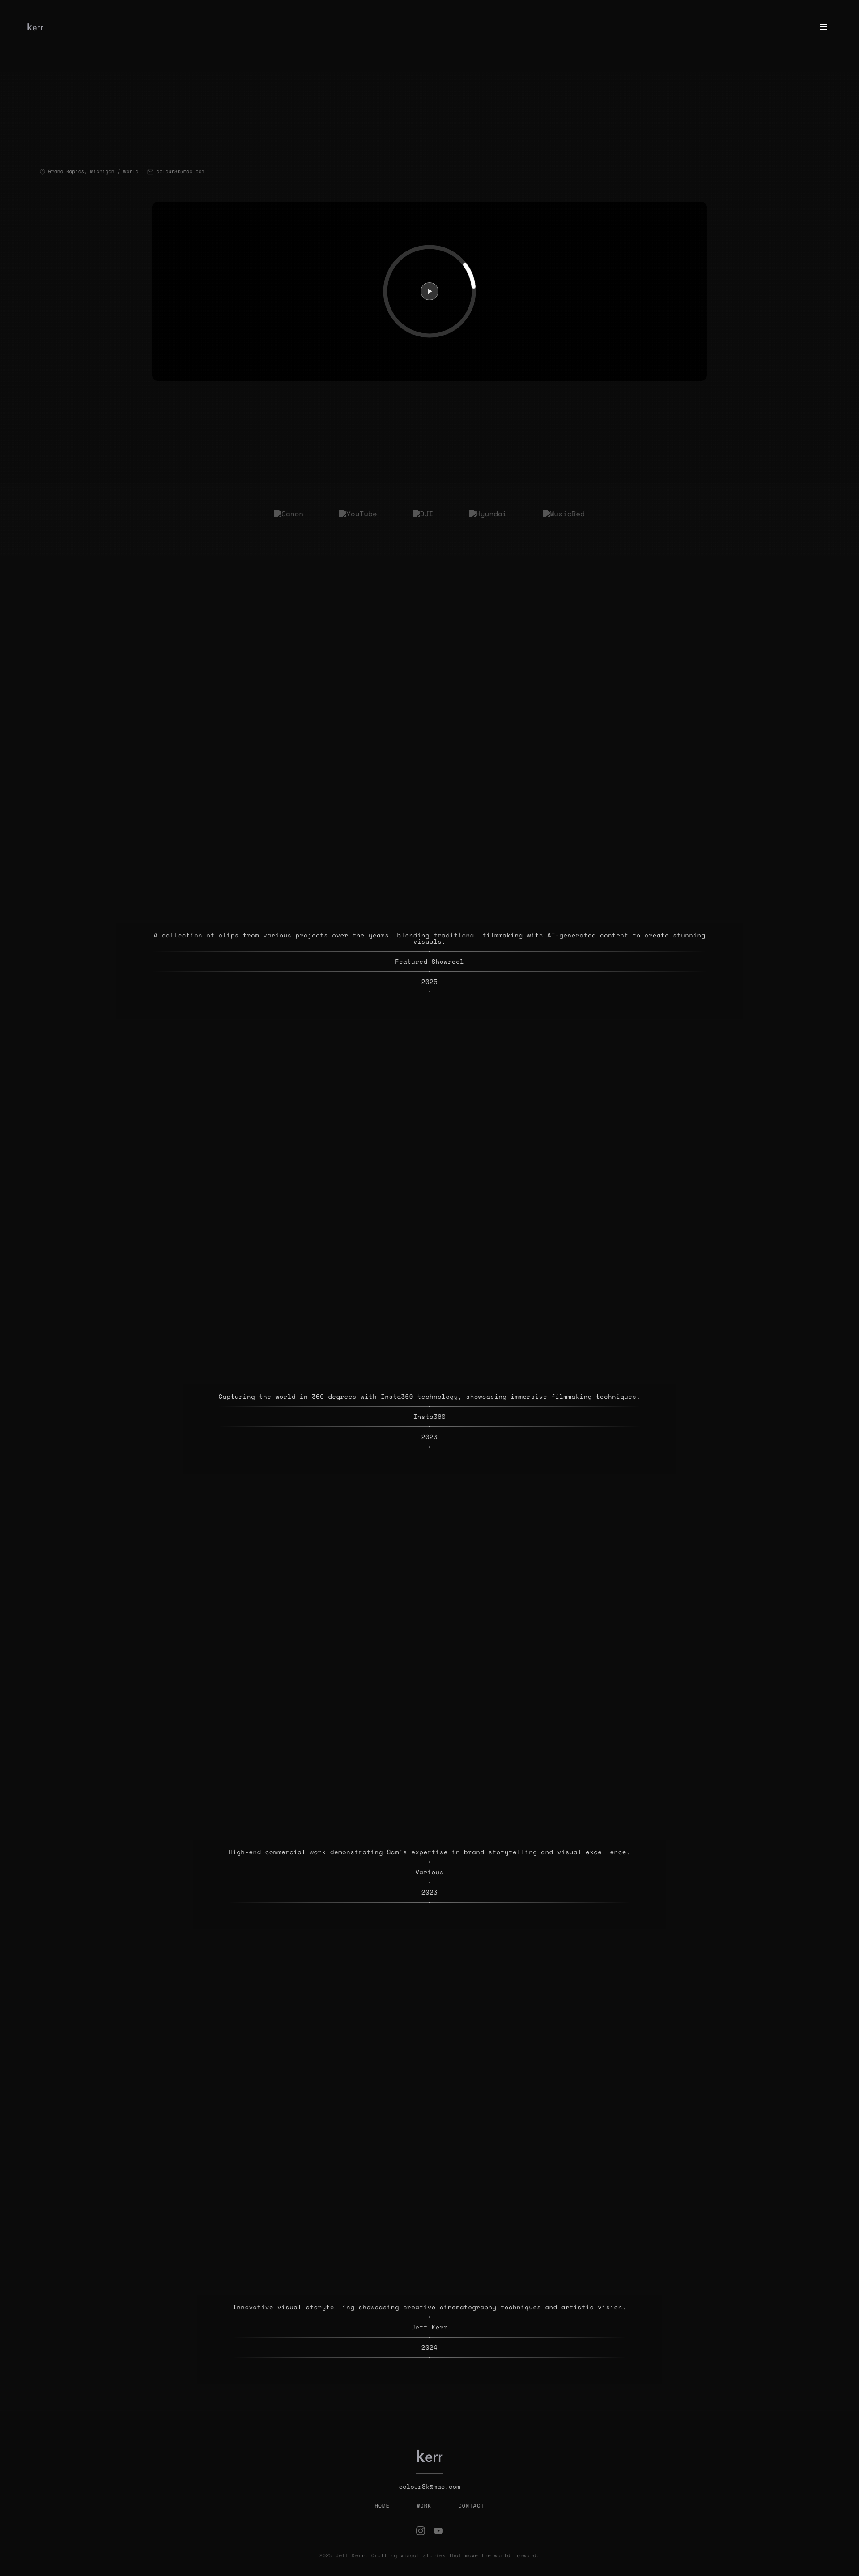 kerr
Grand Rapids, Michigan / World colour8k@mac.com
Canon YouTube DJI Hyundai MusicBed
A collection of clips from various projects over the years, blending traditional filmmaking with AI-generated content to create stunning
visuals.
Featured Showreel
2025
Capturing the world in 360 degrees with Insta360 technology, showcasing immersive filmmaking techniques.
Insta360
2023
High-end commercial work demonstrating Sam's expertise in brand storytelling and visual excellence.
Various
2023
Innovative visual storytelling showcasing creative cinematography techniques and artistic vision.
Jeff Kerr
2024
kerr
colour8k@mac.com
HOME WORK CONTACT
2025 Jeff Kerr. Crafting visual stories that move the world forward.